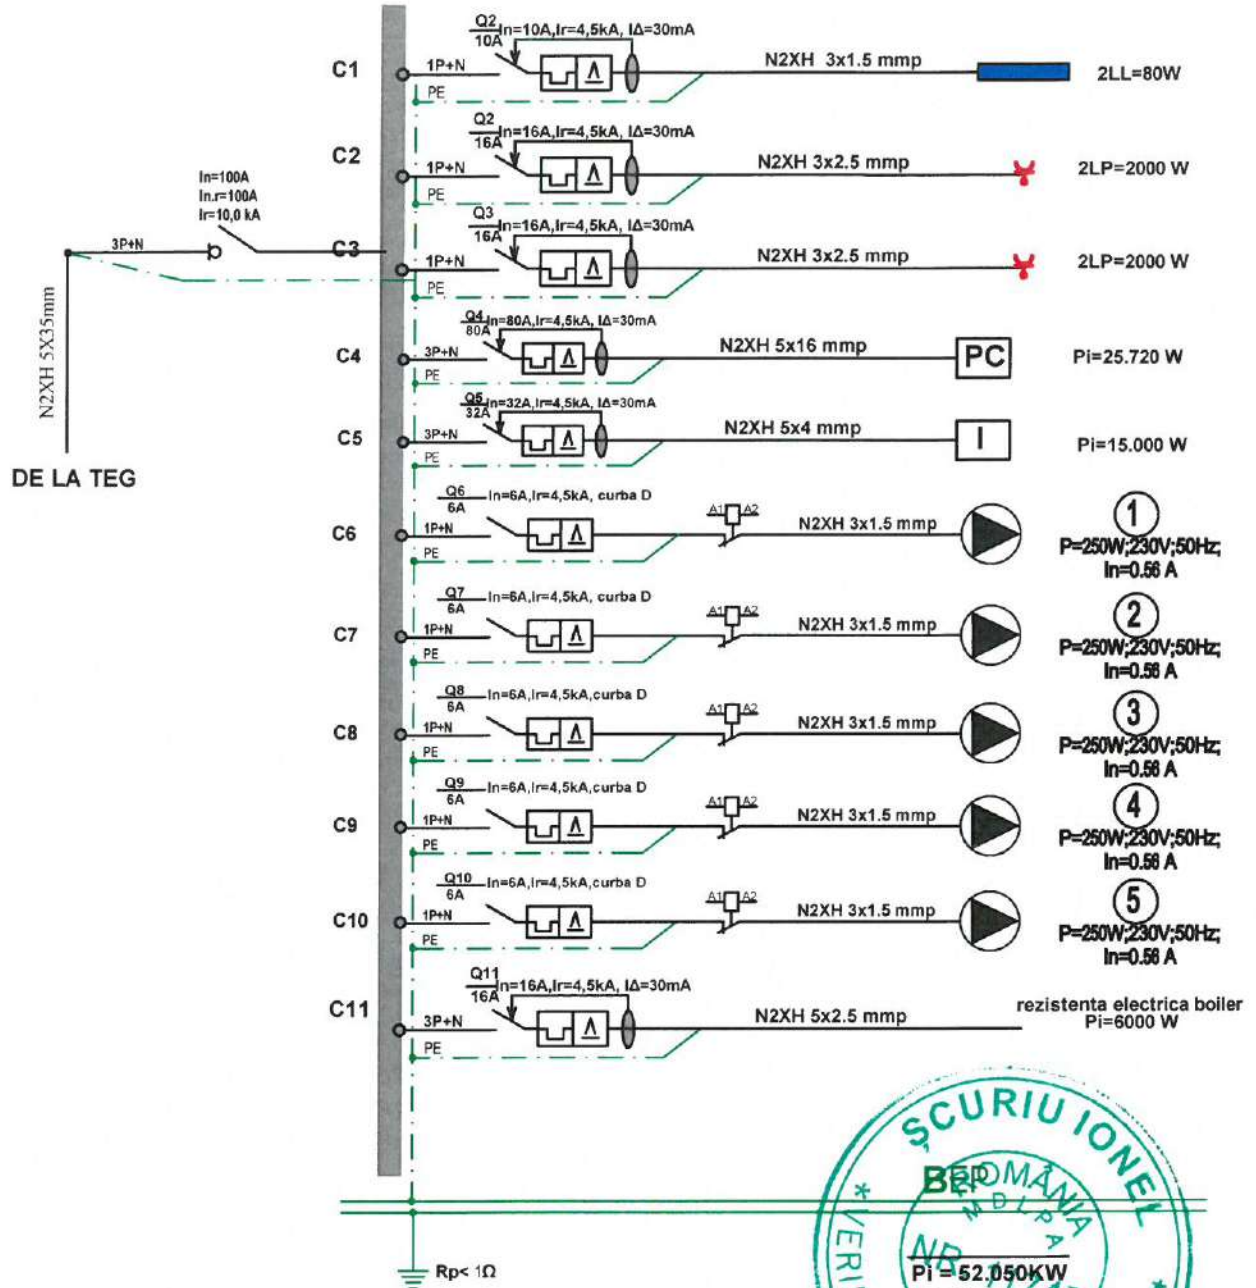 C1
1P+N
PE
Q2
10A
In=10A,Ir=4,5kA, IΔ=30mA
N2XH 3x1.5 mmp
2LL=80W
C2
1P+N
PE
Q2
16A
In=16A,Ir=4,5kA, IΔ=30mA
N2XH 3x2.5 mmp
2LP=2000 W
In=100A
In.r=100A
Ir=10,0 kA
3P+N
N2XH 5X35mm
DE LA TEG
C3
1P+N
PE
Q3
16A
In=16A,Ir=4,5kA, IΔ=30mA
N2XH 3x2.5 mmp
2LP=2000 W
C4
3P+N
PE
Q4
80A
In=80A,Ir=4,5kA, IΔ=30mA
N2XH 5x16 mmp
PC
Pi=25.720 W
C5
3P+N
PE
Q5
32A
In=32A,Ir=4,5kA, IΔ=30mA
N2XH 5x4 mmp
I
Pi=15.000 W
C6
1P+N
PE
Q6
6A
In=6A,Ir=4,5kA, curba D
A1 A2
N2XH 3x1.5 mmp
1
P=250W;230V;50Hz;
In=0.56 A
C7
1P+N
PE
Q7
6A
In=6A,Ir=4,5kA, curba D
A1 A2
N2XH 3x1.5 mmp
2
P=250W;230V;50Hz;
In=0.56 A
C8
1P+N
PE
Q8
6A
In=6A,Ir=4,5kA,curba D
A1 A2
N2XH 3x1.5 mmp
3
P=250W;230V;50Hz;
In=0.56 A
C9
1P+N
PE
Q9
6A
In=6A,Ir=4,5kA,curba D
A1 A2
N2XH 3x1.5 mmp
4
P=250W;230V;50Hz;
In=0.56 A
C10
1P+N
PE
Q10
6A
In=6A,Ir=4,5kA,curba D
A1 A2
N2XH 3x1.5 mmp
5
P=250W;230V;50Hz;
In=0.56 A
C11
3P+N
PE
Q11
16A
In=16A,Ir=4,5kA, IΔ=30mA
N2XH 5x2.5 mmp
rezistenta electrica boiler
Pi=6000 W
ȘCURIU IONEL
BEP
ROMÂNIA
MDLPA
NR
Pi = 52.050KW
Rp< 1Ω